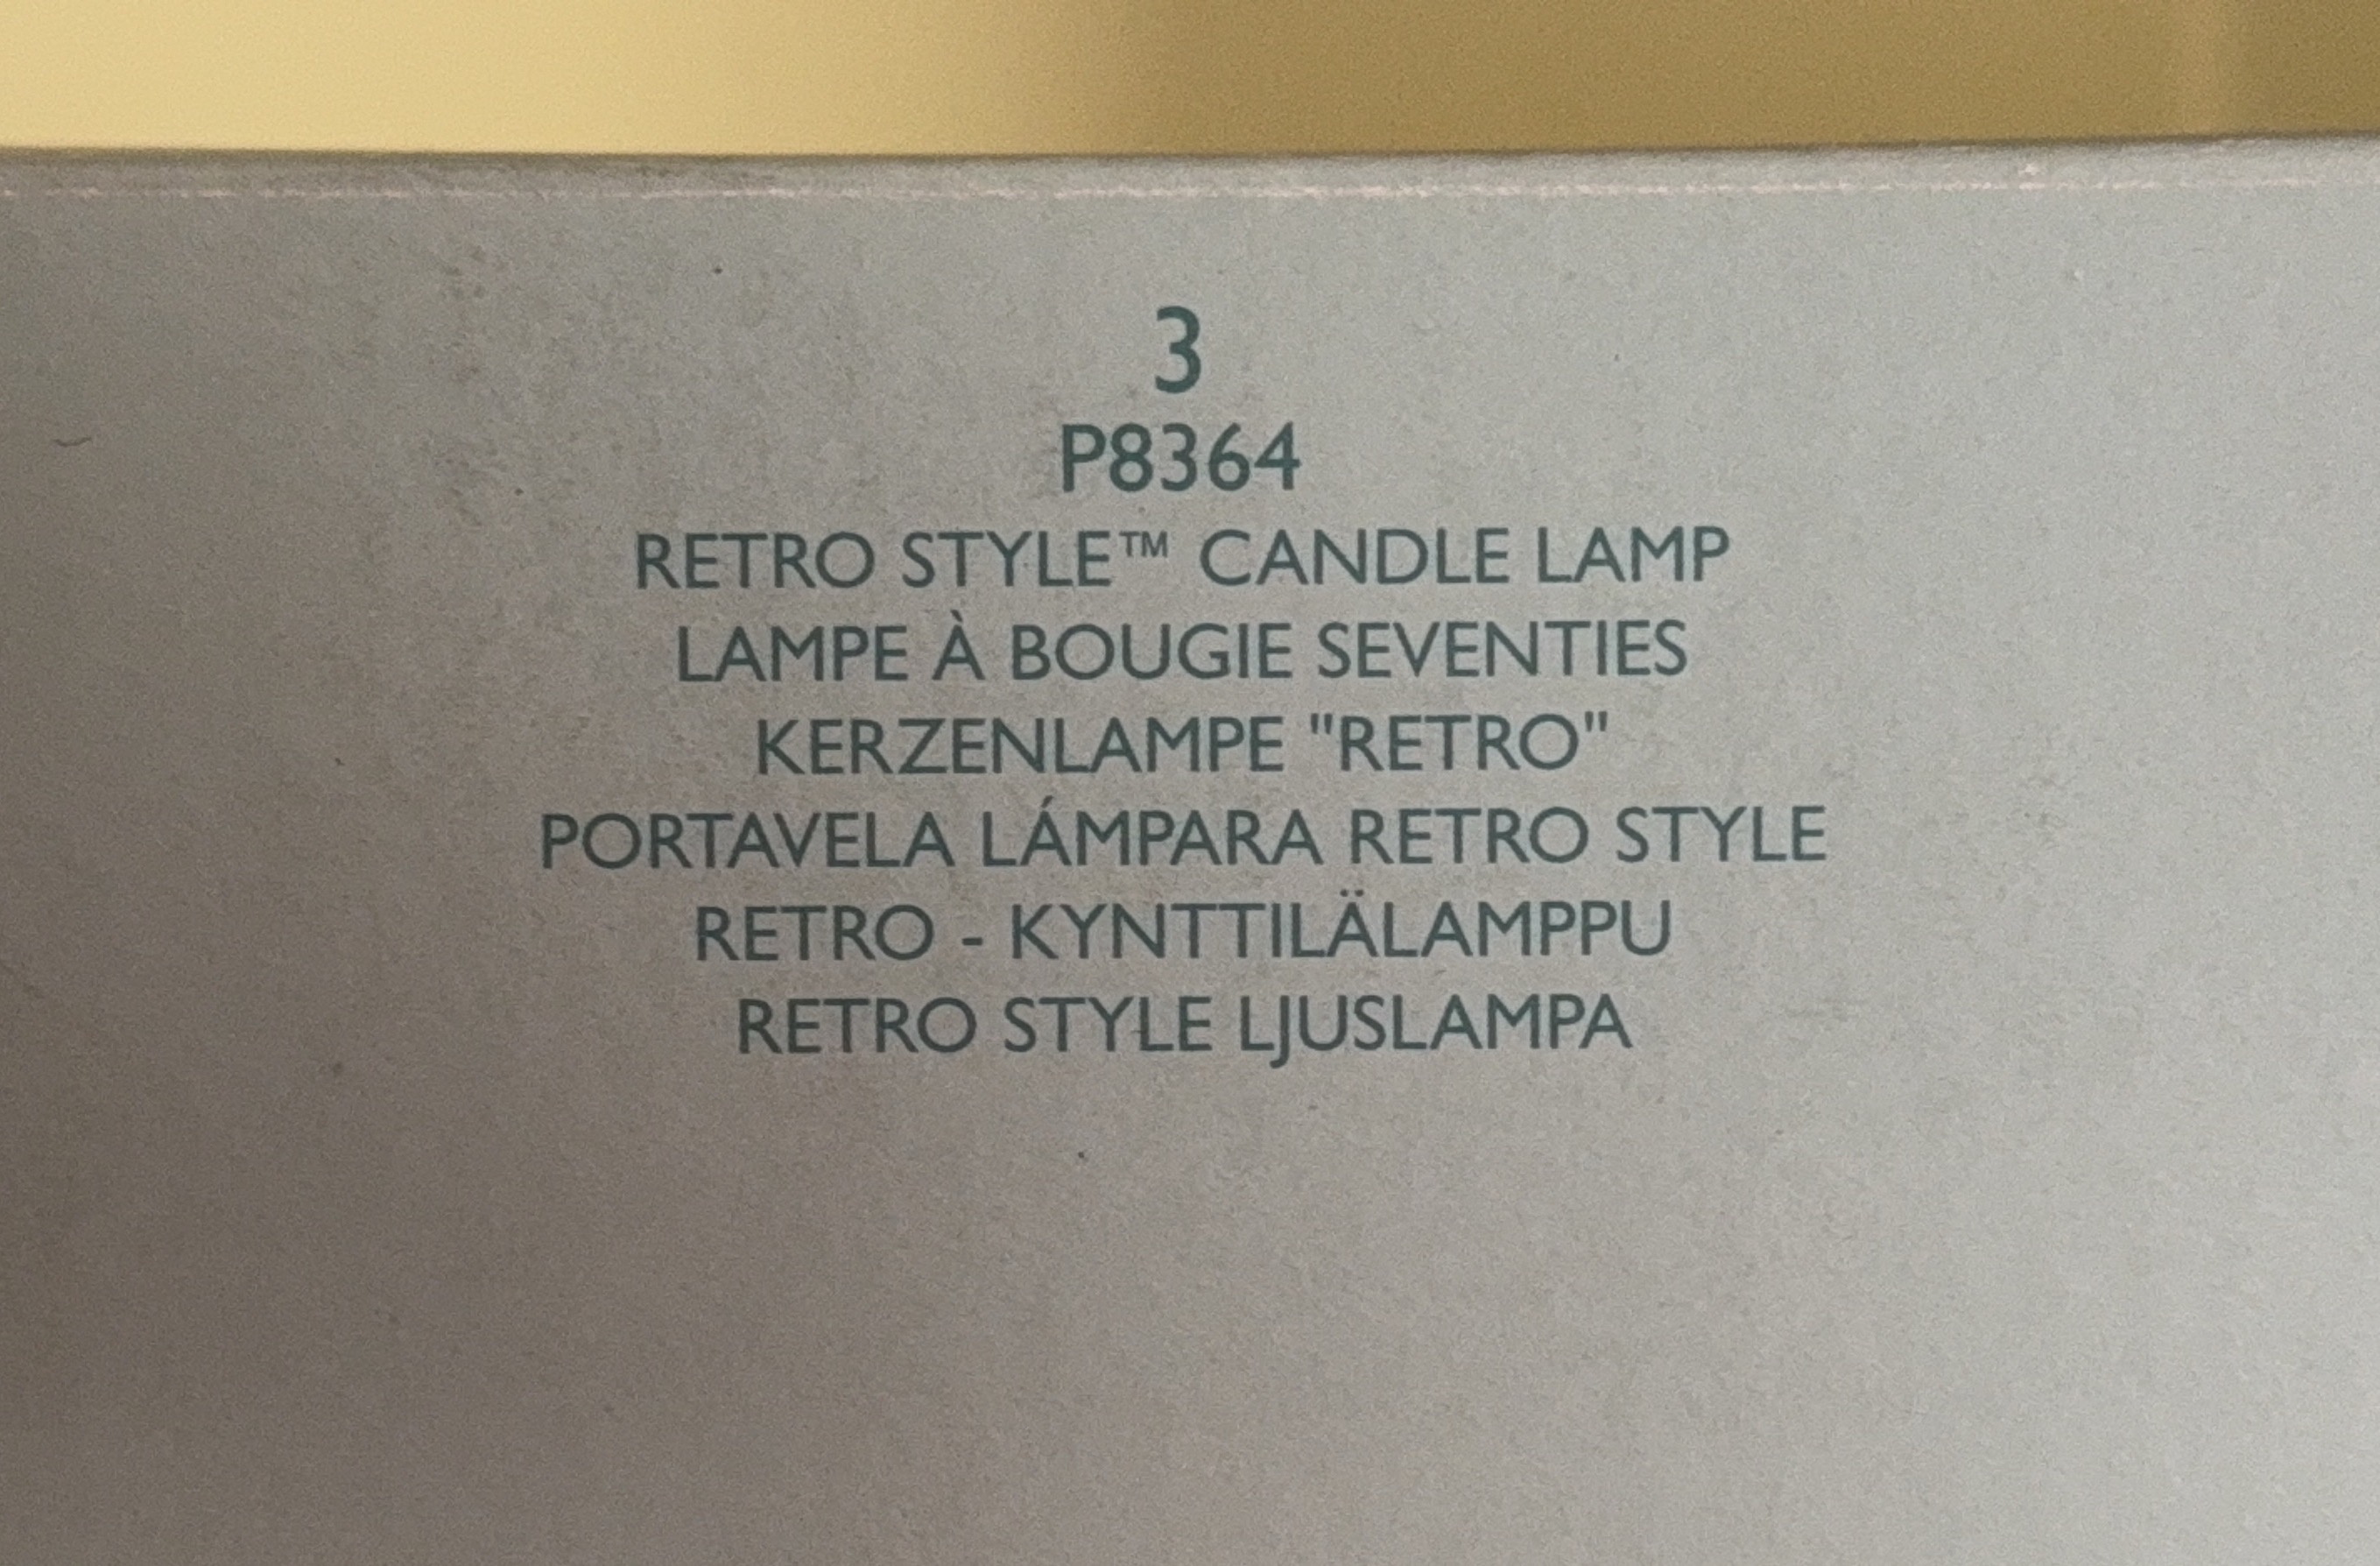 3
P8364
RETRO STYLE™ CANDLE LAMP
LAMPE À BOUGIE SEVENTIES
KERZENLAMPE "RETRO"
PORTAVELA LÁMPARA RETRO STYLE
RETRO - KYNTTILÄLAMPPU
RETRO STYLE LJUSLAMPA